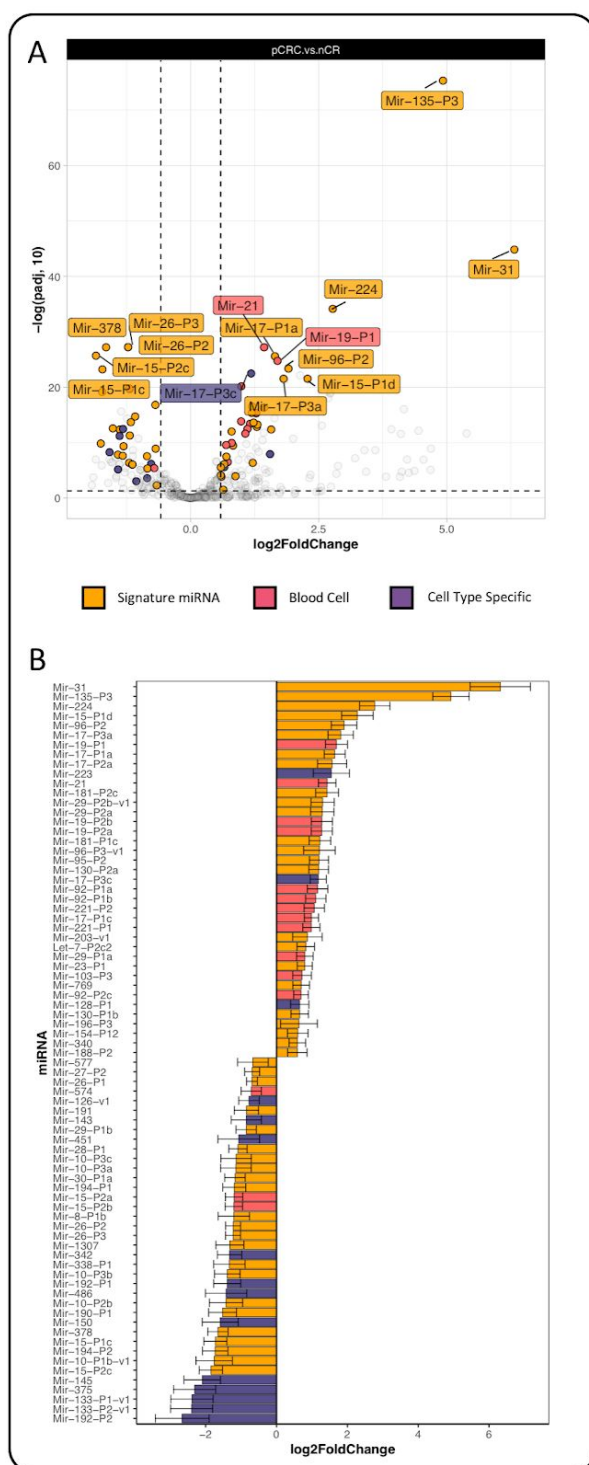 A
pCRC.vs.nCR
Mir-135-P3
60
Mir-31
40
Mir-224
Mir-21
Mir-378
Mir-26-P3
Mir-17-P1a
Mir-26-P2
Mir-19-P1
Mir-15-P2c
Mir-96-P2
Mir-15-P1c
Mir-17-P3c
Mir-15-P1d
20
Mir-17-P3a
0
-log(padj, 10)
0.0 2.5 5.0
log2FoldChange
Signature miRNA Blood Cell Cell Type Specific
B
Mir-31
Mir-135-P3
Mir-224
Mir-15-P1d
Mir-96-P2
Mir-17-P3a
Mir-19-P1
Mir-17-P1a
Mir-17-P2a
Mir-223
Mir-21
Mir-181-P2c
Mir-29-P2b-v1
Mir-29-P2a
Mir-19-P2b
Mir-19-P2a
Mir-181-P1c
Mir-96-P3-v1
Mir-95-P2
Mir-130-P2a
Mir-17-P3c
Mir-92-P1a
Mir-92-P1b
Mir-221-P2
Mir-17-P1c
Mir-221-P1
Mir-203-v1
Let-7-P2c2
Mir-29-P1a
Mir-23-P1
Mir-103-P3
Mir-769
Mir-92-P2c
Mir-128-P1
Mir-130-P1b
Mir-196-P3
Mir-154-P12
Mir-340
Mir-188-P2
Mir-577
Mir-27-P2
Mir-26-P1
Mir-574
Mir-126-v1
Mir-191
Mir-143
Mir-29-P1b
Mir-451
Mir-28-P1
Mir-10-P3c
Mir-10-P3a
Mir-30-P1a
Mir-194-P1
Mir-15-P2a
Mir-15-P2b
Mir-8-P1b
Mir-26-P2
Mir-26-P3
Mir-1307
Mir-342
Mir-338-P1
Mir-10-P3b
Mir-192-P1
Mir-486
Mir-10-P2b
Mir-190-P1
Mir-150
Mir-378
Mir-15-P1c
Mir-194-P2
Mir-10-P1b-v1
Mir-15-P2c
Mir-145
Mir-375
Mir-133-P1-v1
Mir-133-P2-v1
Mir-192-P2
miRNA
-2 0 2 4 6
log2FoldChange